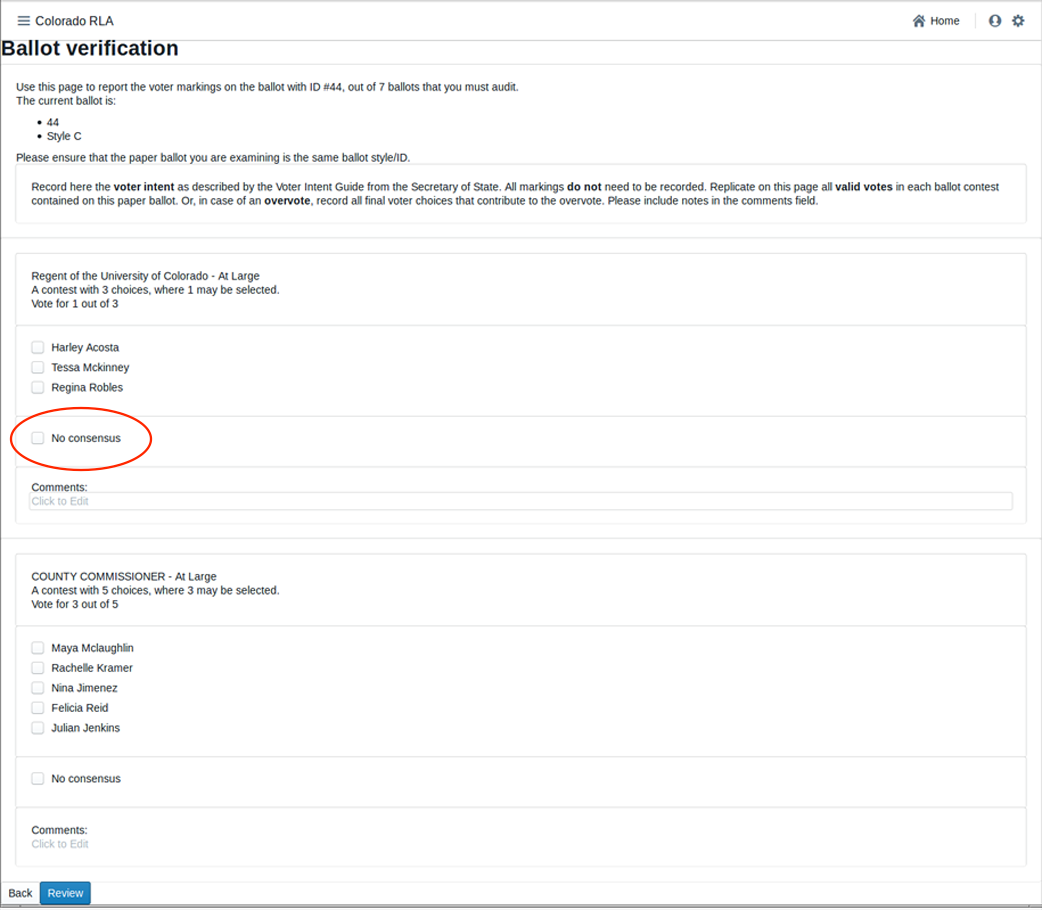 Colorado RLA
Home
Ballot verification
Use this page to report the voter markings on the ballot with ID #44, out of 7 ballots that you must audit.
The current ballot is:
44
Style C
Please ensure that the paper ballot you are examining is the same ballot style/ID.
Record here the voter intent as described by the Voter Intent Guide from the Secretary of State. All markings do not need to be recorded. Replicate on this page all valid votes in each ballot contest
contained on this paper ballot. Or, in case of an overvote, record all final voter choices that contribute to the overvote. Please include notes in the comments field.
Regent of the University of Colorado - At Large
A contest with 3 choices, where 1 may be selected.
Vote for 1 out of 3
Harley Acosta
Tessa Mckinney
Regina Robles
No consensus
Comments:
Click to Edit
COUNTY COMMISSIONER - At Large
A contest with 5 choices, where 3 may be selected.
Vote for 3 out of 5
Maya Mclaughlin
Rachelle Kramer
Nina Jimenez
Felicia Reid
Julian Jenkins
No consensus
Comments:
Click to Edit
Back Review